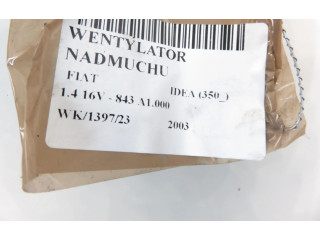 WENTYLATOR
NADMUCHU
FIAT IDEA (350_)
1.4 16V - 843 A1.000
WK/1397/23 2003